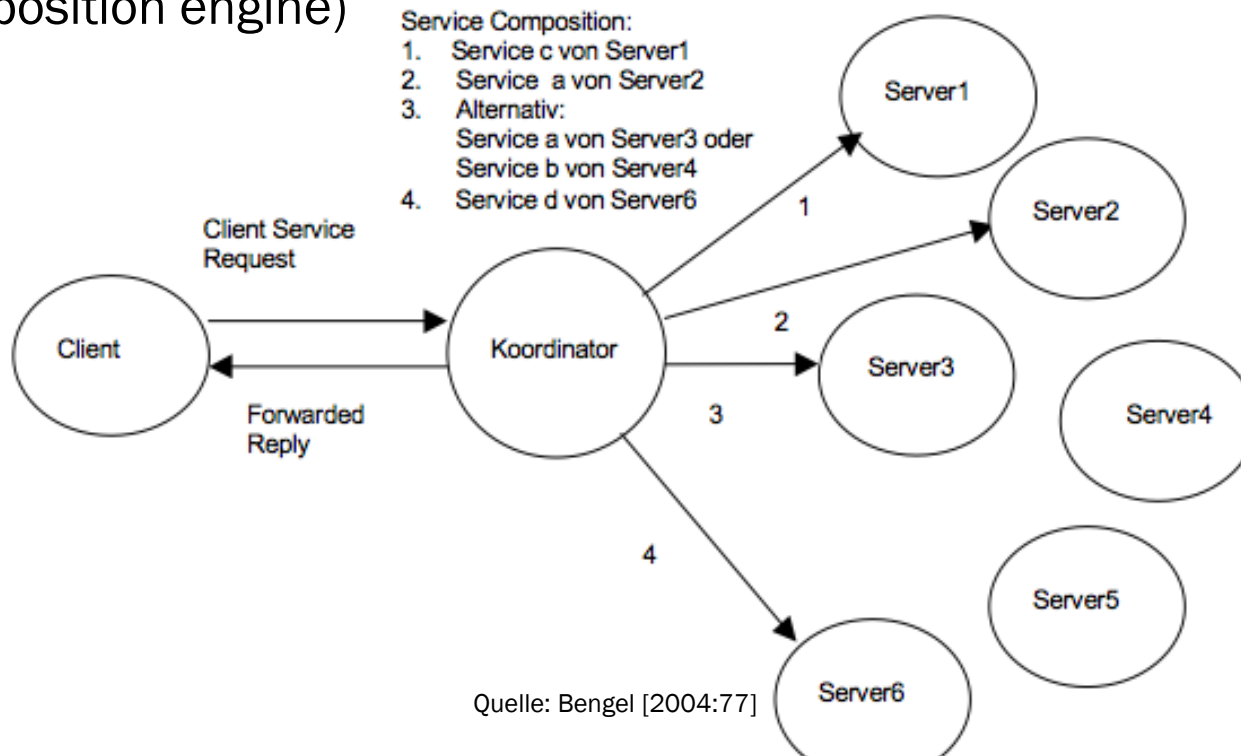 position engine)
Service Composition:
1. Service c von Server1
2. Service a von Server2
3. Alternativ:
Service a von Server3 oder
Service b von Server4
4. Service d von Server6
Server1
Server2
1
Client Service
Request
2
Client
Koordinator
Server3
Server4
3
Forwarded
Reply
4
Server5
Server6
Quelle: Bengel [2004:77]